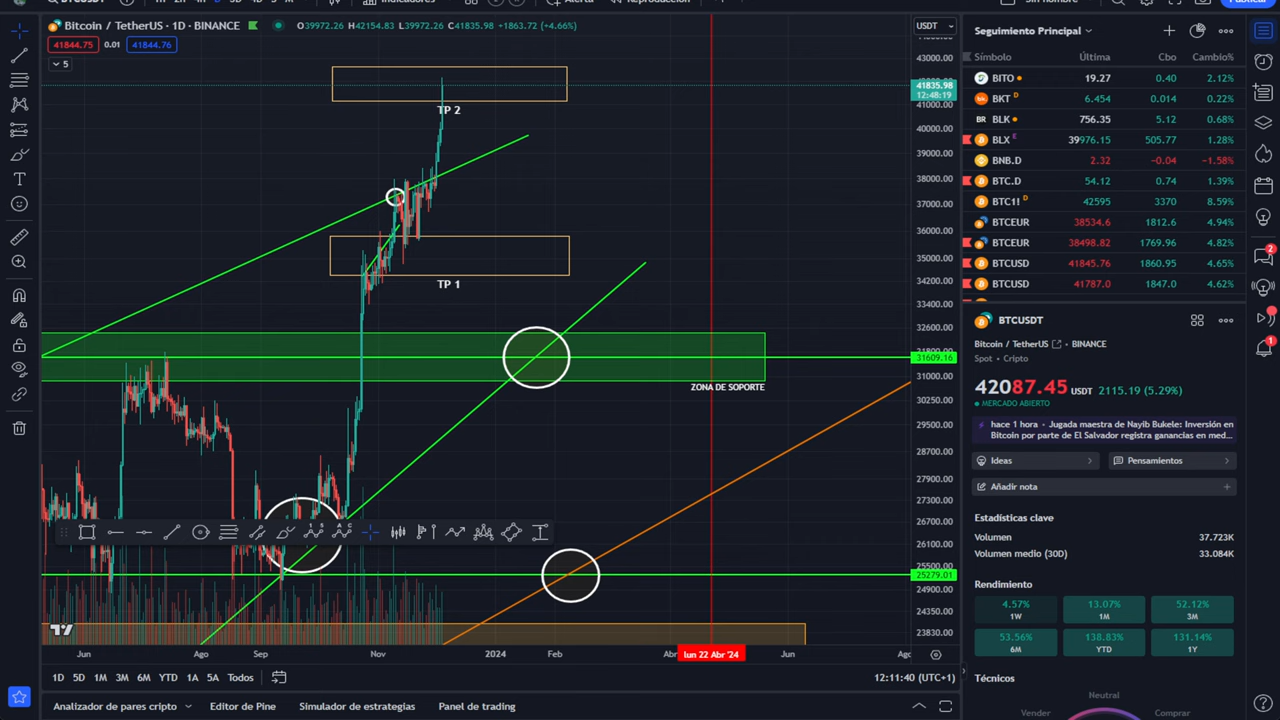 Bitcoin / TetherUS · 1D · BINANCE O39972.26 H42154.83 L39972.26 C41835.98 +1863.72 (+4.66%) USDT
41844.75 0.01 41844.76
5
TP 2
TP 1
ZONA DE SOPORTE
43000.00
41835.98
12:48:19
41000.00
40000.00
39000.00
38000.00
37000.00
36000.00
35000.00
34200.00
33400.00
32600.00
31609.16
31000.00
30250.00
29500.00
27900.00
27300.00
26700.00
26100.00
25500.00
25279.01
24900.00
24350.00
23830.00
Jun Ago Sep Nov 2024 Feb Abr lun 22 Abr '24 Jun Ago
1D 5D 1M 3M 6M YTD 1A 5A Todos
12:11:40 (UTC+1)
Analizador de pares cripto Editor de Pine Simulador de estrategias Panel de trading
Seguimiento Principal
Símbolo Última Cbo Cambio%
BITO 19.27 0.40 2.12%
BKT D 6.454 0.014 0.22%
BLK 756.35 5.12 0.68%
BLX E 39976.15 505.77 1.28%
BNB.D 2.32 −0.04 −1.58%
BTC.D 54.12 0.74 1.39%
BTC1! D 42595 3370 8.59%
BTCEUR 38534.6 1812.6 4.94%
BTCEUR 38498.82 1769.96 4.82%
BTCUSD 41845.76 1860.95 4.65%
BTCUSD 41787.0 1847.0 4.62%
BTCUSDT
Bitcoin / TetherUS · BINANCE
Spot · Cripto
42087.45 USDT 2115.19 (5.29%)
MERCADO ABIERTO
hace 1 hora · Jugada maestra de Nayib Bukele: Inversión en
Bitcoin por parte de El Salvador registra ganancias en med...
Ideas Pensamientos
Añadir nota
Estadísticas clave
Volumen 37.723K
Volumen medio (30D) 33.084K
Rendimiento
4.57% 13.07% 52.12%
1W 1M 3M
53.56% 138.83% 131.14%
6M YTD 1Y
Técnicos
Neutral
Vender Comprar